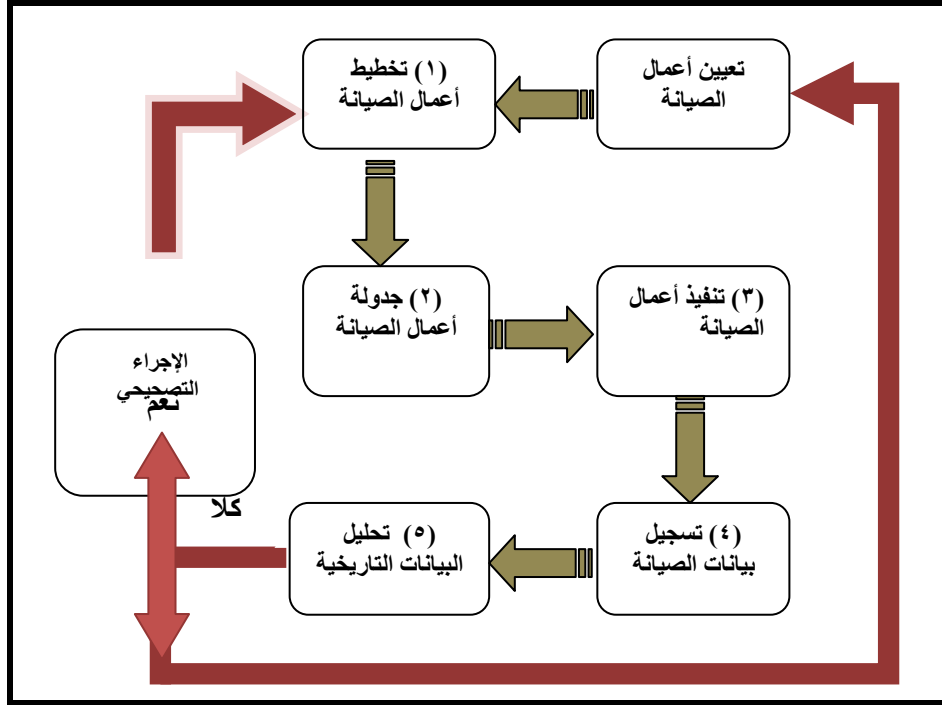 تعيين أعمال
الصيانة
(١) تخطيط
أعمال الصيانة
(٢) جدولة
أعمال الصيانة
(٣) تنفيذ أعمال
الصيانة
الإجراء
التصحيحي
نعم
كلا
(٤) تسجيل
بيانات الصيانة
(٥) تحليل
البيانات التاريخية